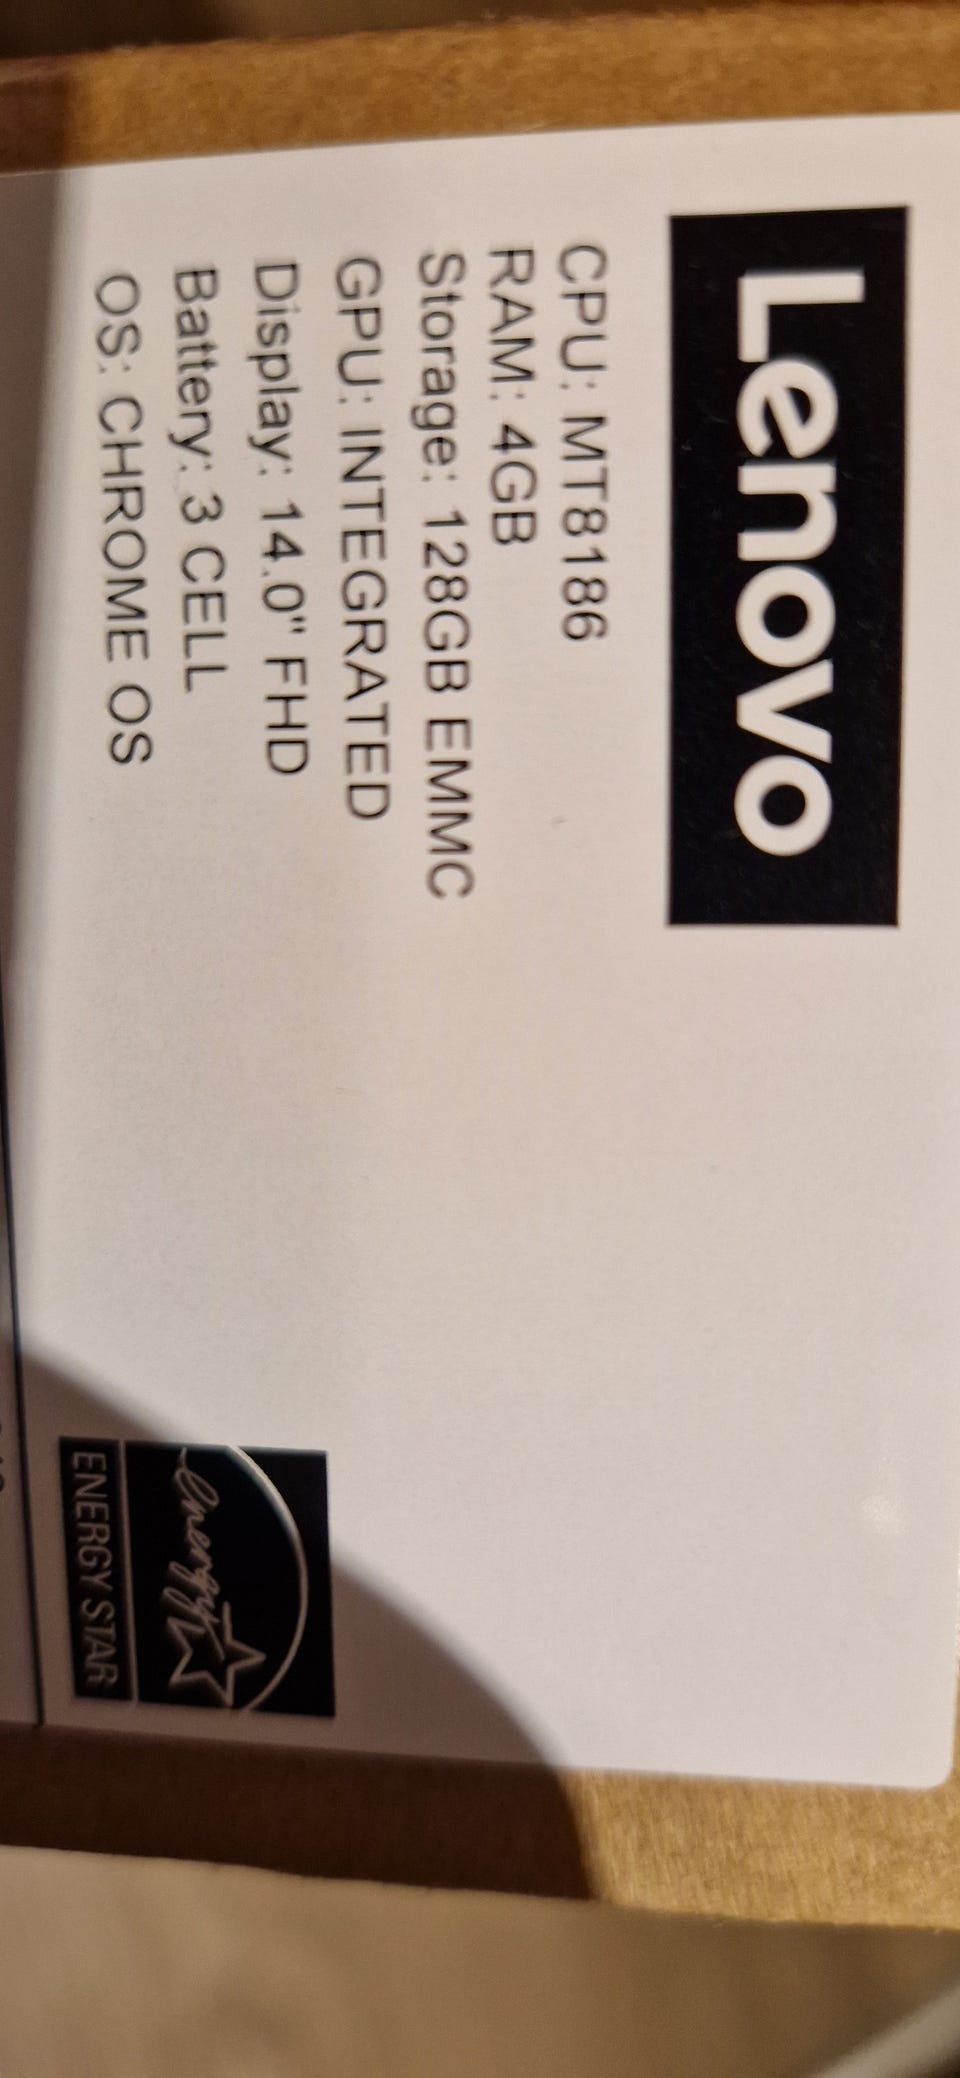 Lenovo
CPU: MT8186
RAM: 4GB
Storage: 128GB EMMC
GPU: INTEGRATED
Display: 14.0" FHD
Battery: 3 CELL
OS: CHROME OS
energy
ENERGY STAR